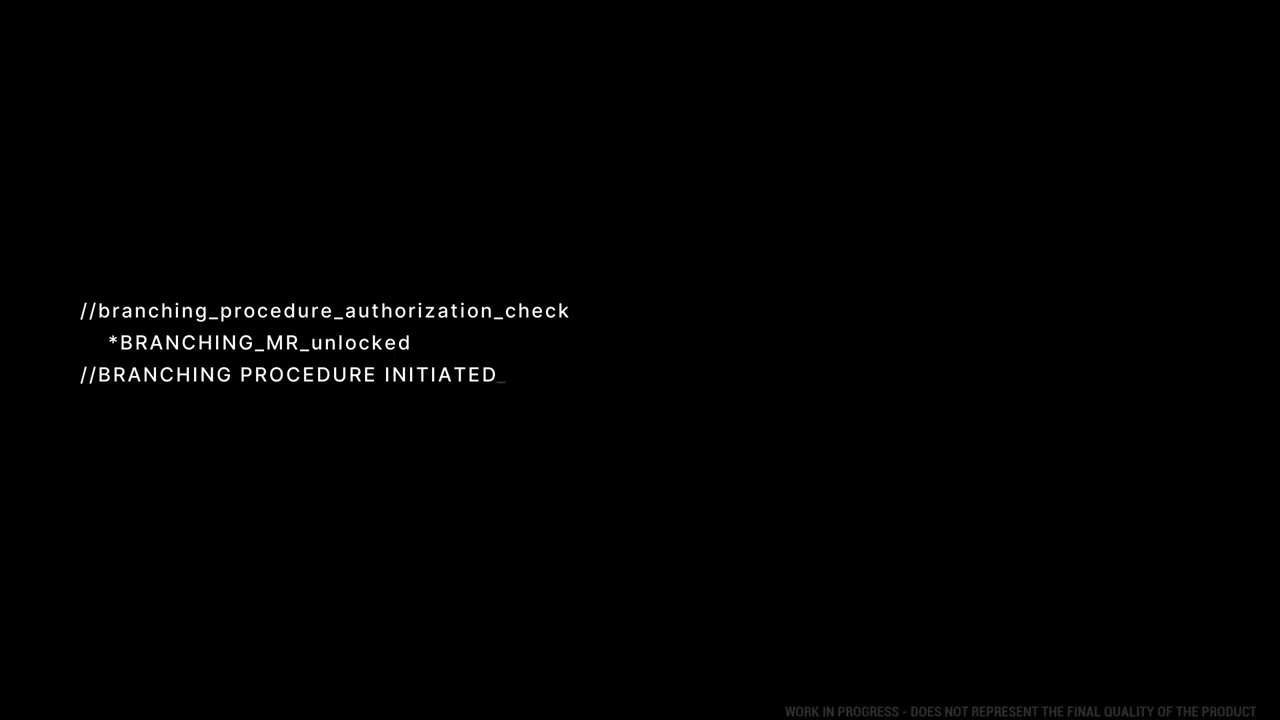 //branching_procedure_authorization_check
*BRANCHING_MR_unlocked
//BRANCHING PROCEDURE INITIATED_
WORK IN PROGRESS - DOES NOT REPRESENT THE FINAL QUALITY OF THE PRODUCT